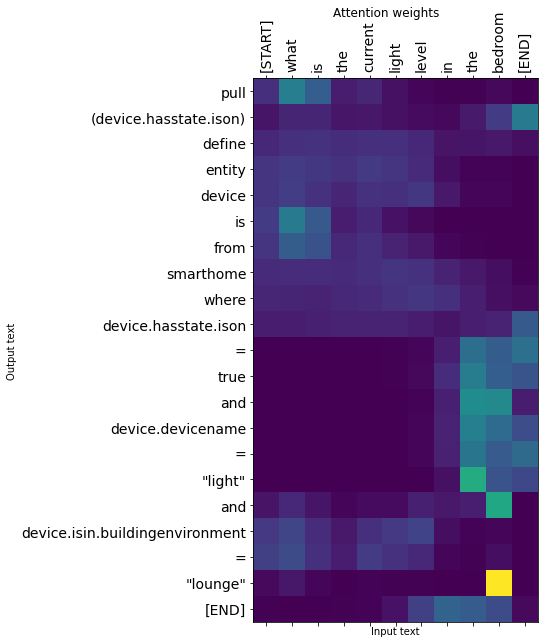 Attention weights
[START] what is the current light level in the the bedroom [END]
pull
(device.hasstate.ison)
define
entity
device
is
from
smarthome
where
device.hasstate.ison
=
true
and
device.devicename
=
"light"
and
device.isin.buildingenvironment
=
"lounge"
[END]
Output text
Input text